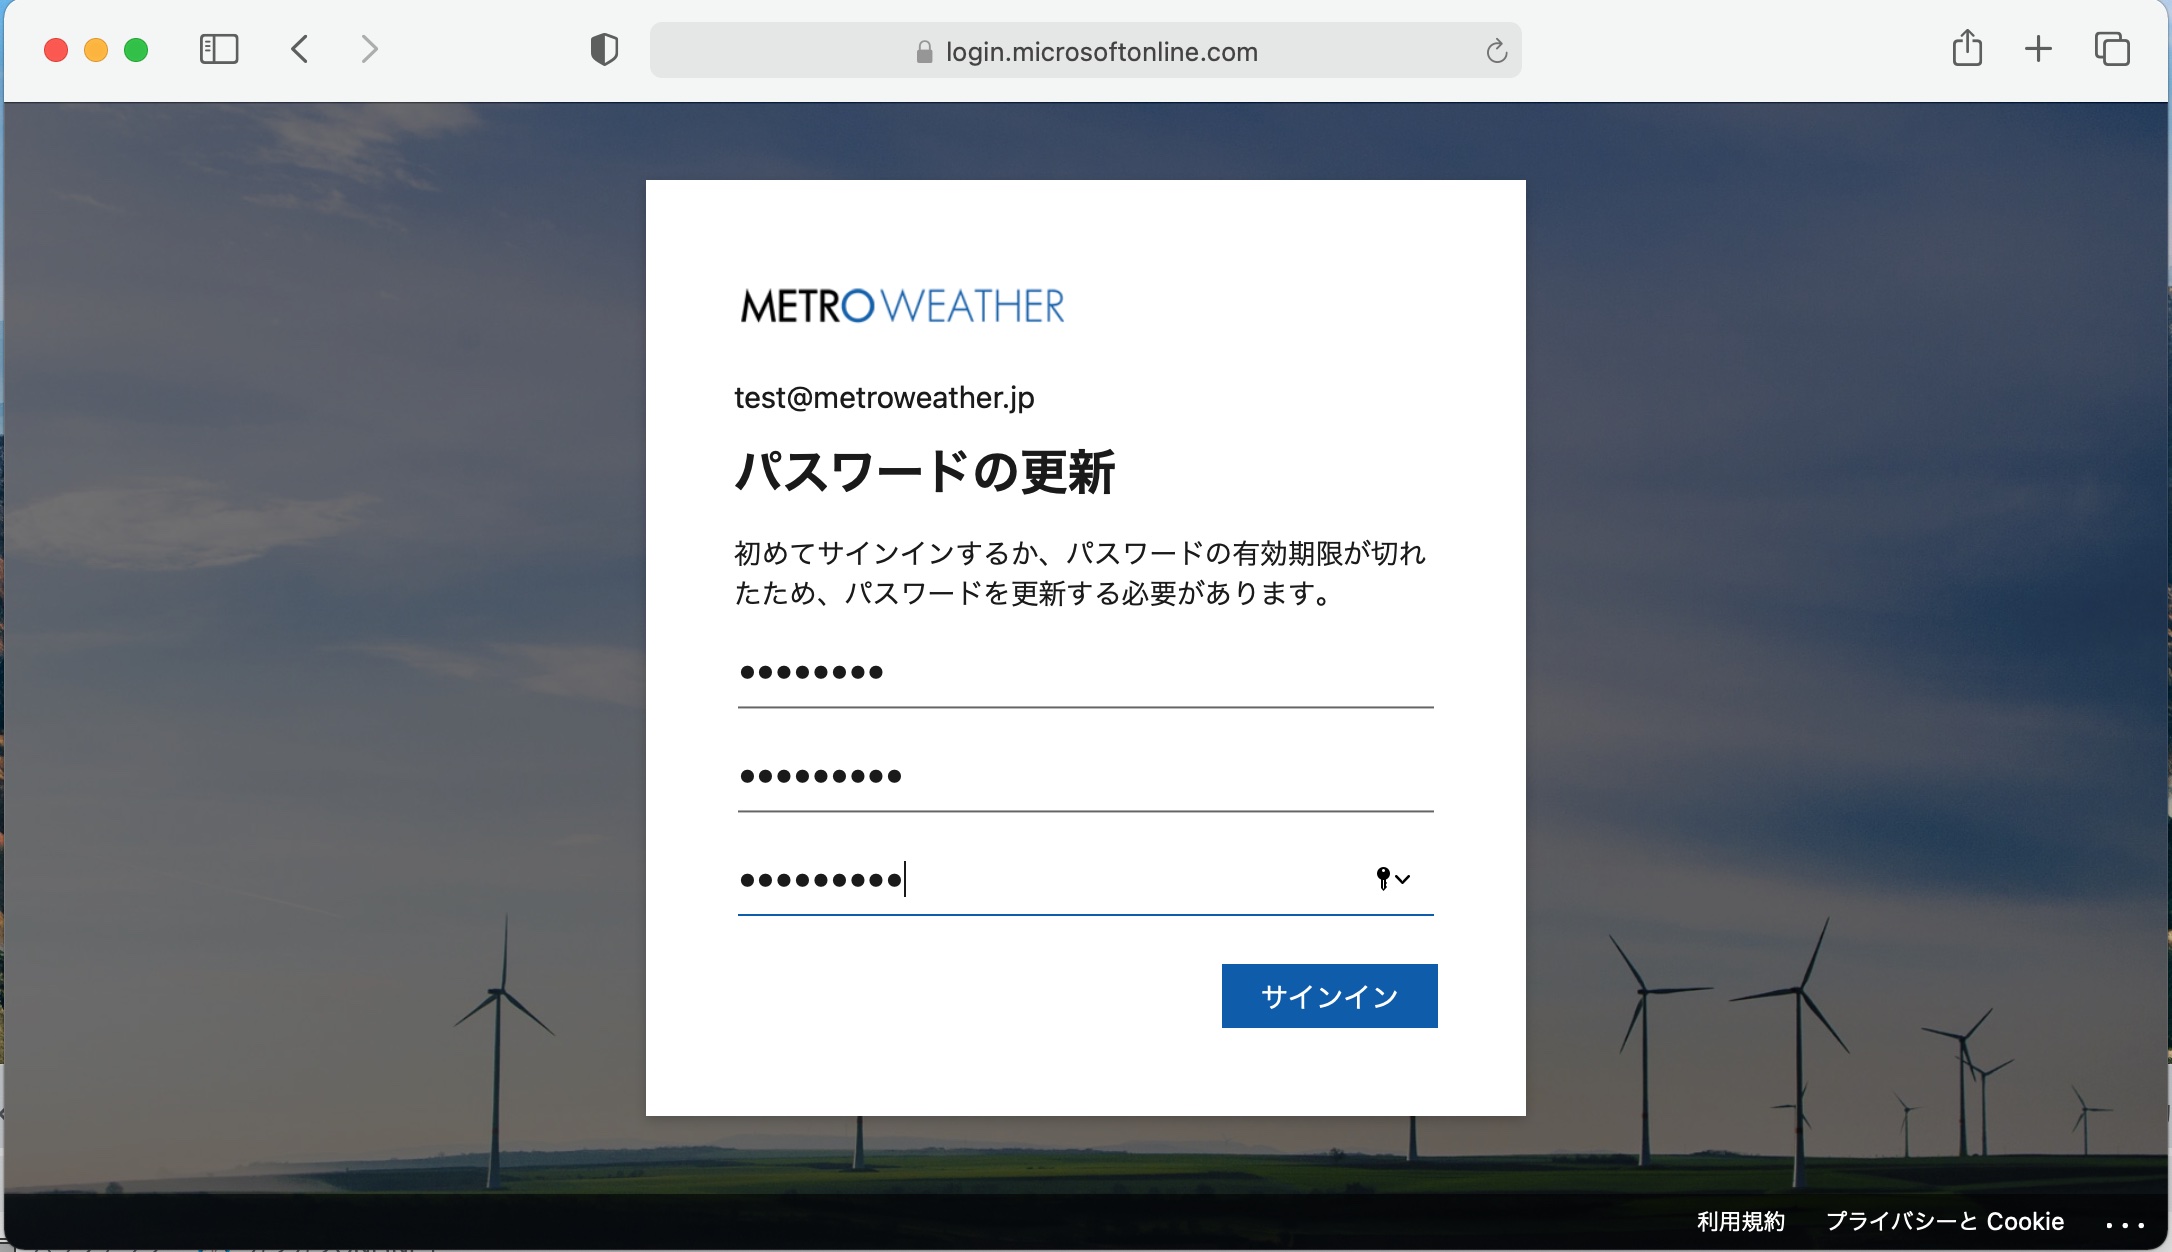 login.microsoftonline.com
METROWEATHER
test@metroweather.jp
パスワードの更新
初めてサインインするか、パスワードの有効期限が切れ
たため、パスワードを更新する必要があります。
●●●●●●●●
●●●●●●●●●
●●●●●●●●●
サインイン
利用規約 プライバシーと Cookie ...